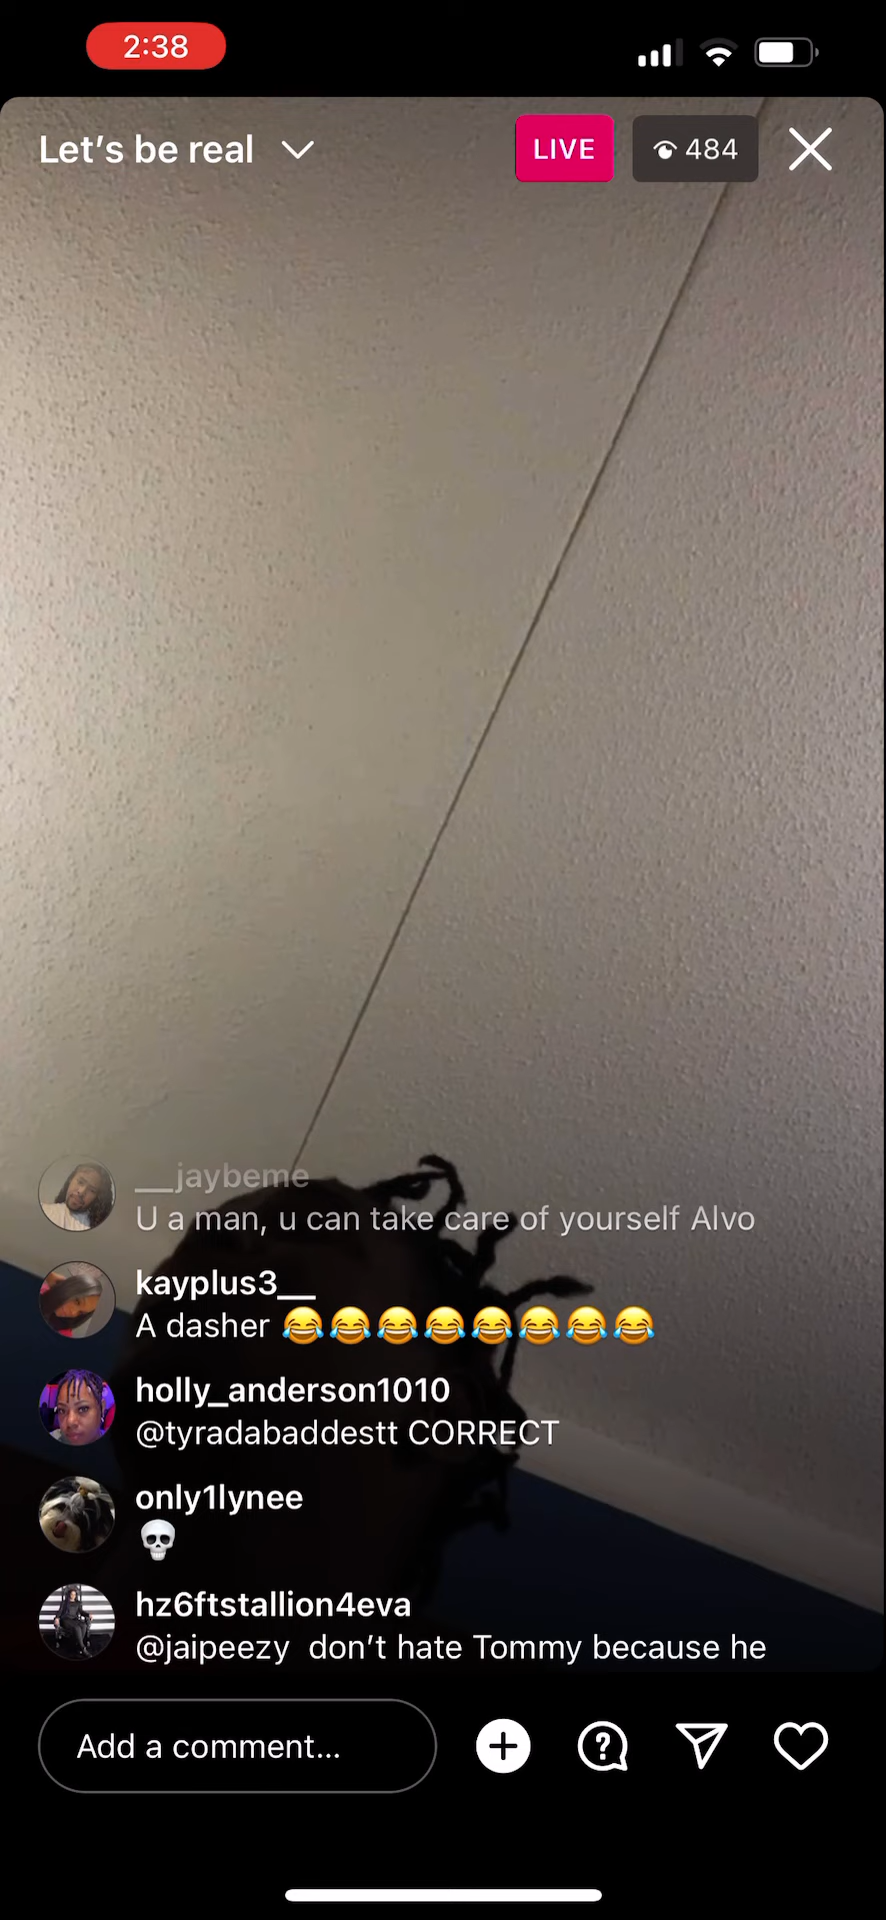 2:38
Let’s be real
LIVE
484
__jaybeme
U a man, u can take care of yourself Alvo
kayplus3__
A dasher 😂😂😂😂😂😂😂😂
holly_anderson1010
@tyradabaddestt CORRECT
only1lynee
💀
hz6ftstallion4eva
@jaipeezy  don’t hate Tommy because he
Add a comment...